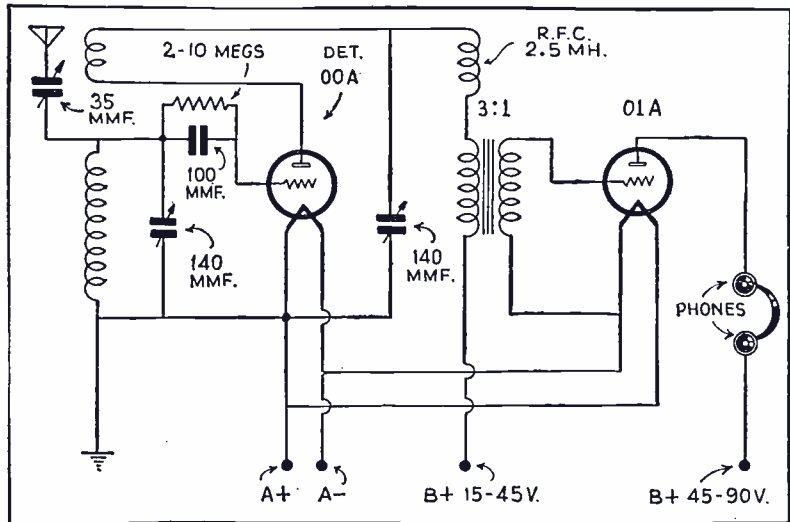 2-10 MEGS
DET.
00A
R.F.C.
2.5 MH.
35
MMF.
3:1
01A
100
MMF.
140
MMF.
140
MMF.
PHONES
A+
A-
B+ 15-45V.
B+ 45-90V.